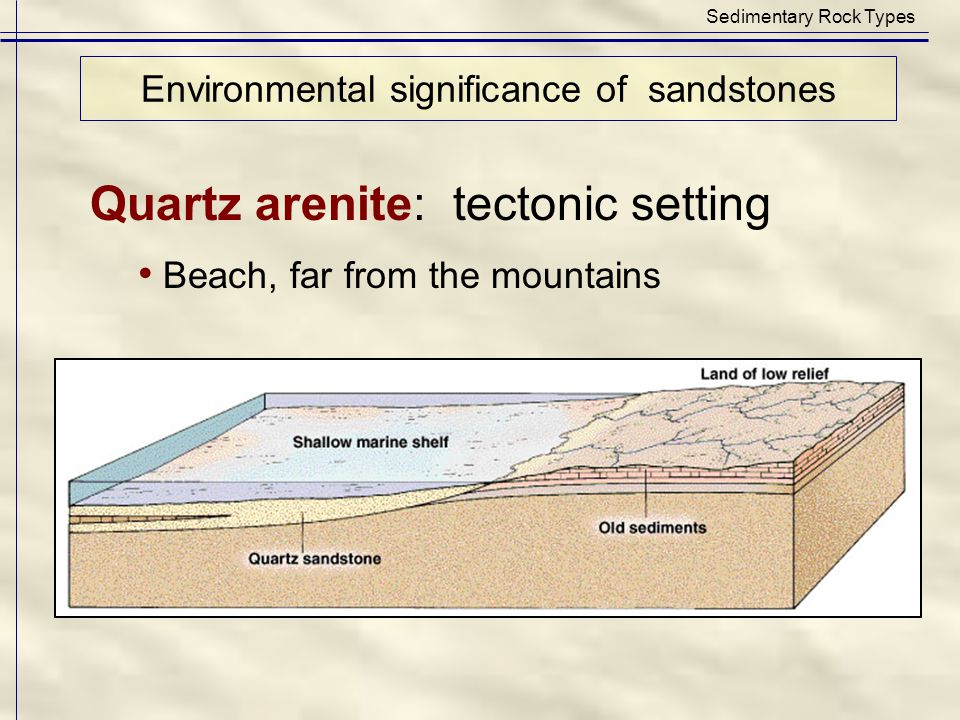 Sedimentary Rock Types
Environmental significance of sandstones
Quartz arenite: tectonic setting
• Beach, far from the mountains
Land of low relief
Shallow marine shelf
Old sediments
Quartz sandstone